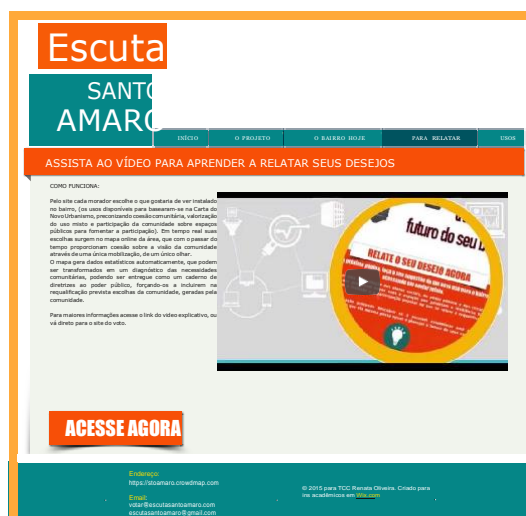 Escuta
SANTO
AMARO
INÍCIO O PROJETO O BAIRRO HOJE PARA RELATAR USOS
ASSISTA AO VÍDEO PARA APRENDER A RELATAR SEUS DESEJOS
COMO FUNCIONA:
Pelo site cada morador escolhe o que gostaria de ver instalado
no bairro, (os usos disponíveis para basearam-se na Carta do
Novo Urbanismo, preconizando coesão comunitária, valorização
do uso misto e participação da comunidade sobre espaços
públicos para fomentar a participação). Em tempo real suas
escolhas surgem no mapa online da área, que com o passar do
tempo proporcionam coesão sobre a visão da comunidade
através de uma única mobilização, de um único olhar.
O mapa gera dados estatísticos automaticamente, que podem
ser transformados em um diagnóstico das necessidades
comunitárias, podendo ser entregue como um caderno de
diretrizes ao poder público, forçando-os a incluirem na
requalificação prevista escolhas da comunidade, geradas pela
comunidade.
Para maiores informações acesse o link do video explicativo, ou
vá direto para o site do voto.
futuro do seu
RELATE O SEU DESEJO AGORA
ACESSE AGORA
Endereço:
https://stoamaro.crowdmap.com
Email:
votar@escutasantoamaro.com
escutasantoamaro@gmail.com
© 2015 para TCC Renata Oliveira. Criado para
ins acadêmicos em Wix.com